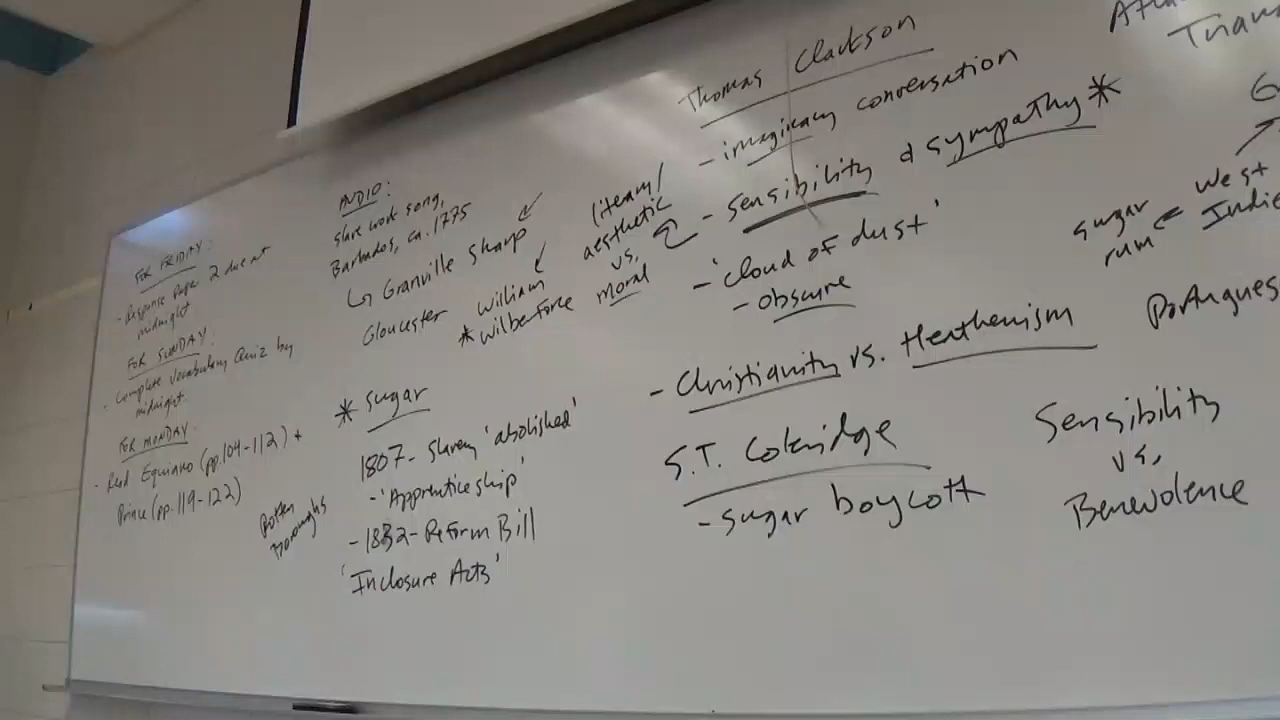 FOR FRIDAY:
- Response Paper 2 due at
midnight
FOR SUNDAY:
- Complete Vocabulary Quiz by
midnight.
FOR MONDAY:
- Read Equiano (pp. 104-112) +
Prince (pp. 119-122)
AUDIO:
slave work song,
Barbados, ca. 1775
↳ Granville Sharp
Gloucester
William
* Wilberforce
* Sugar
1807 - Slavery 'abolished'
- 'Apprenticeship'
- 1832 - Reform Bill
'Inclosure Acts'
Rotten
Boroughs
literary/
aesthetic
vs.
moral
Thomas Clarkson
- imaginary conversation
- Sensibility & Sympathy *
- 'cloud of dust'
- obscure
- Christianity vs. Heathenism
S.T. Coleridge
- sugar boycott
sugar
rum
West
Indie
Portugues
Sensibility
vs.
Benevolence